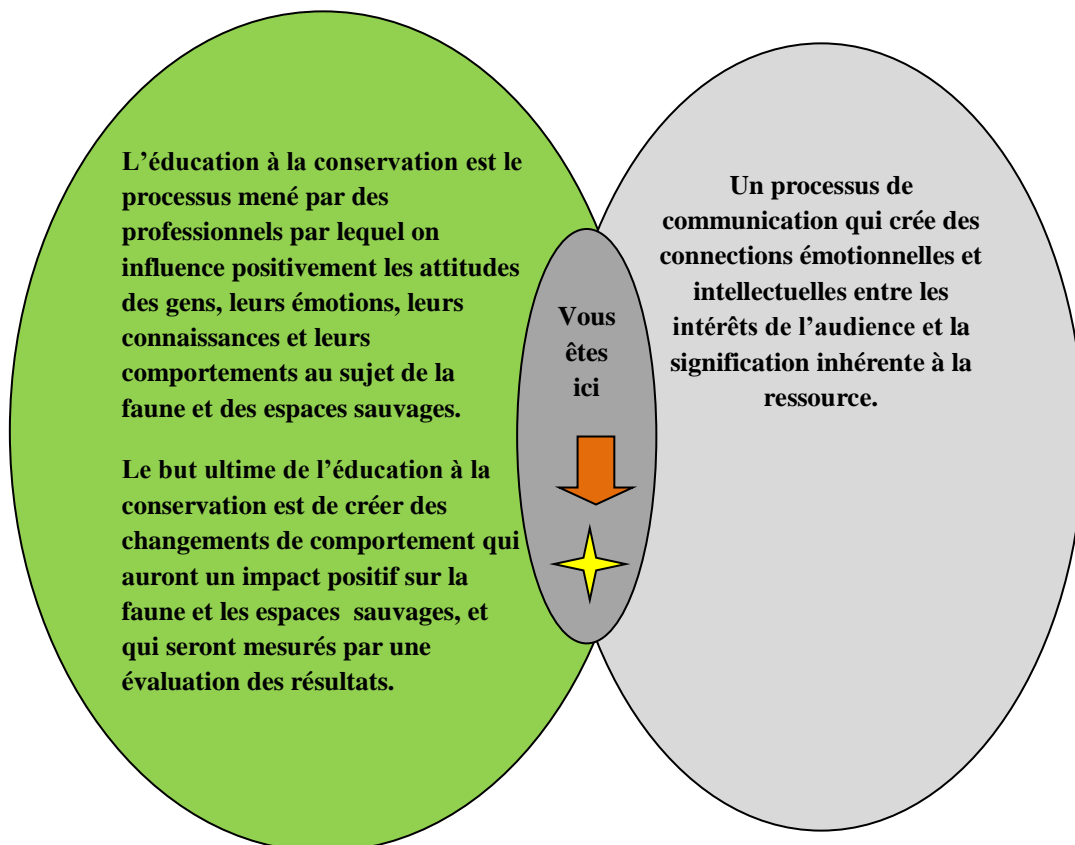 L’éducation à la conservation est le
processus mené par des
professionnels par lequel on
influence positivement les attitudes
des gens, leurs émotions, leurs
connaissances et leurs
comportements au sujet de la
faune et des espaces sauvages.
Le but ultime de l’éducation à la
conservation est de créer des
changements de comportement qui
auront un impact positif sur la
faune et les espaces sauvages, et
qui seront mesurés par une
évaluation des résultats.
Vous
êtes
ici
Un processus de
communication qui crée des
connections émotionnelles et
intellectuelles entre les
intérêts de l’audience et la
signification inhérente à la
ressource.